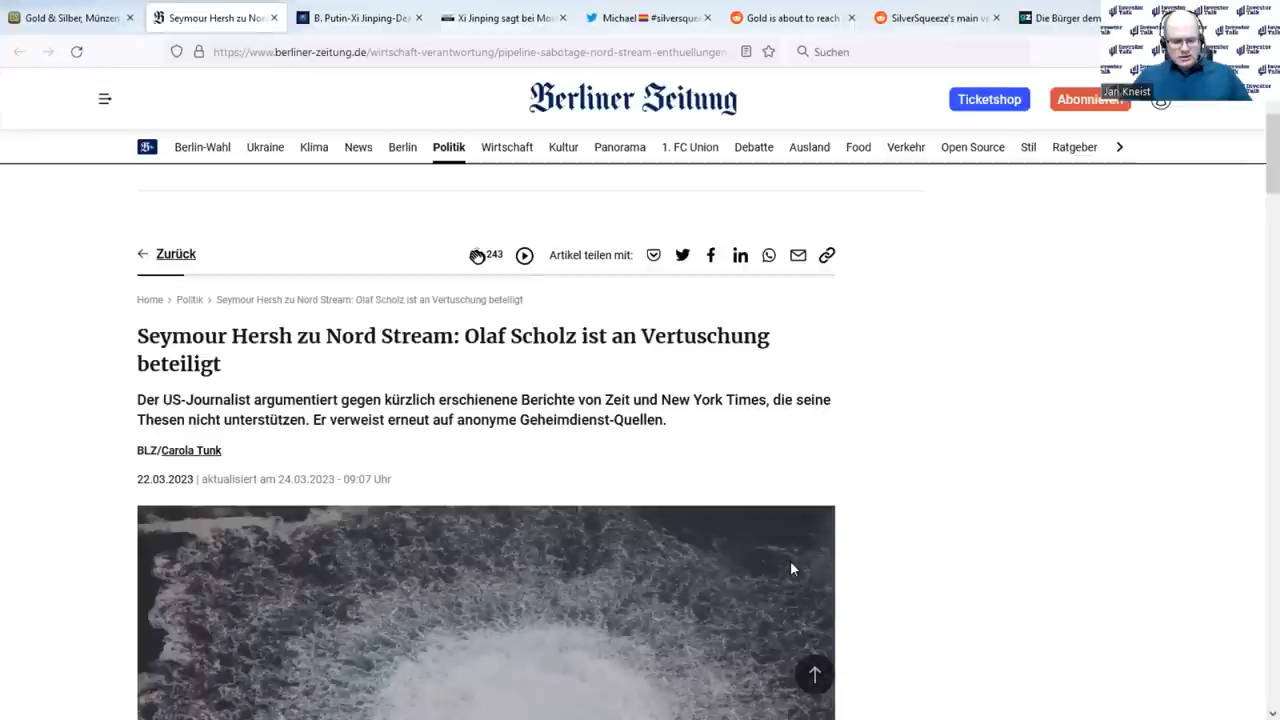 Gold & Silber, Münzen
Seymour Hersh zu No
B. Putin-Xi Jinping-De
Xi Jinping sagt bei Mos
Michael #silversque
Gold is about to reach
SilverSqueeze's main v
Die Bürger dem
https://www.berliner-zeitung.de/wirtschaft-verantwortung/pipeline-sabotage-nord-stream-enthuellungen
Suchen
Investor Talk
Jan Kneist
Berliner Zeitung
Ticketshop
Abonnieren
B+
Berlin-Wahl
Ukraine
Klima
News
Berlin
Politik
Wirtschaft
Kultur
Panorama
1. FC Union
Debatte
Ausland
Food
Verkehr
Open Source
Stil
Ratgeber
Zurück
243
Artikel teilen mit:
Home > Politik > Seymour Hersh zu Nord Stream: Olaf Scholz ist an Vertuschung beteiligt
Seymour Hersh zu Nord Stream: Olaf Scholz ist an Vertuschung
beteiligt
Der US-Journalist argumentiert gegen kürzlich erschienene Berichte von Zeit und New York Times, die seine
Thesen nicht unterstützen. Er verweist erneut auf anonyme Geheimdienst-Quellen.
BLZ/Carola Tunk
22.03.2023 | aktualisiert am 24.03.2023 - 09:07 Uhr